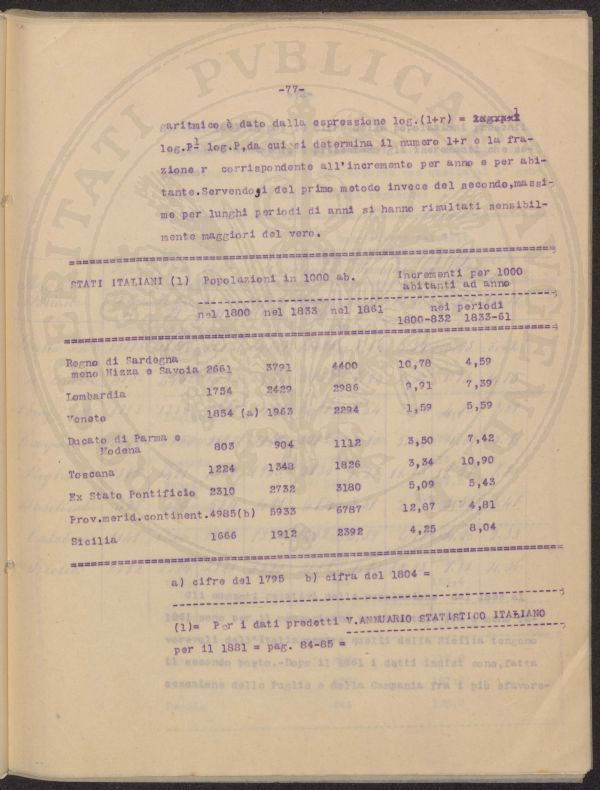 -77-
garitmico è dato dalla espressione log.(1+r) = 1
log.P¹- log.P,da cui si determina il numero 1+r e la fra-
zione r corrispondente all'incremento per anno e per abi-
tante.Servendosi del primo metodo invece del secondo,massi-
me per lunghi periodi di anni si hanno risultati sensibil-
mente maggiori del vero.
STATI ITALIANI (1) Popolazioni in 1000 ab. Incrementi per 1000
abitanti ad anno
nel 1800 nel 1833 nel 1861 nei periodi
1800-832 1833-61
Regno di Sardegna
meno Nizza e Savoia 2661 3791 4400 10,78 4,59
Lombardia 1754 2429 2986 9,91 7,39
Veneto 1854 (a) 1963 2294 1,59 5,59
Ducato di Parma e
Modena 803 904 1112 3,50 7,42
Toscana 1224 1348 1826 3,34 10,90
Ex Stato Pontificio 2310 2732 3180 5,09 5,43
Prov.merid.continent.4985(b) 5933 6787 12,87 4,81
Sicilia 1666 1912 2392 4,25 8,04
a) cifre del 1795 b) cifra del 1804 =
(1)= Per i dati predetti V.ANNUARIO STATISTICO ITALIANO
per il 1881 = pag. 84-85 =